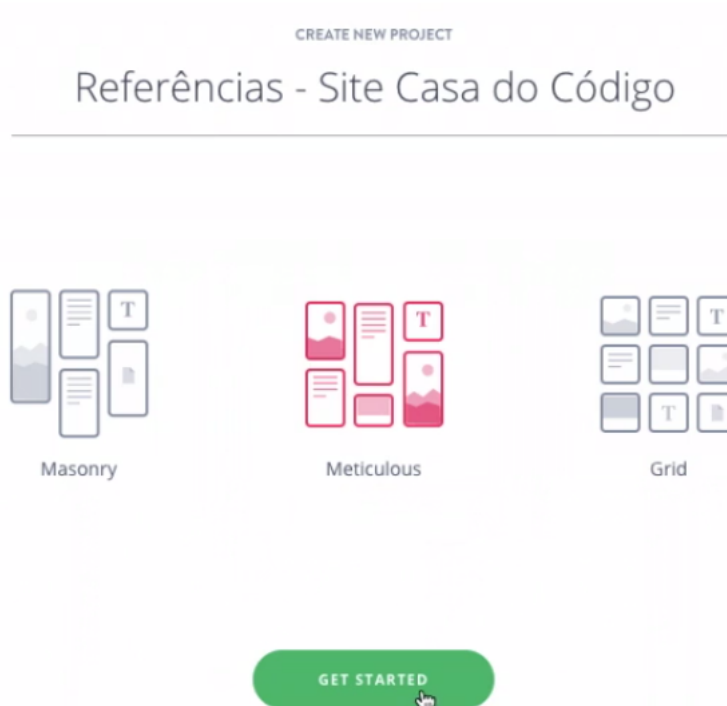 CREATE NEW PROJECT
Referências - Site Casa do Código
T
T
T
T
Masonry
Meticulous
Grid
GET STARTED